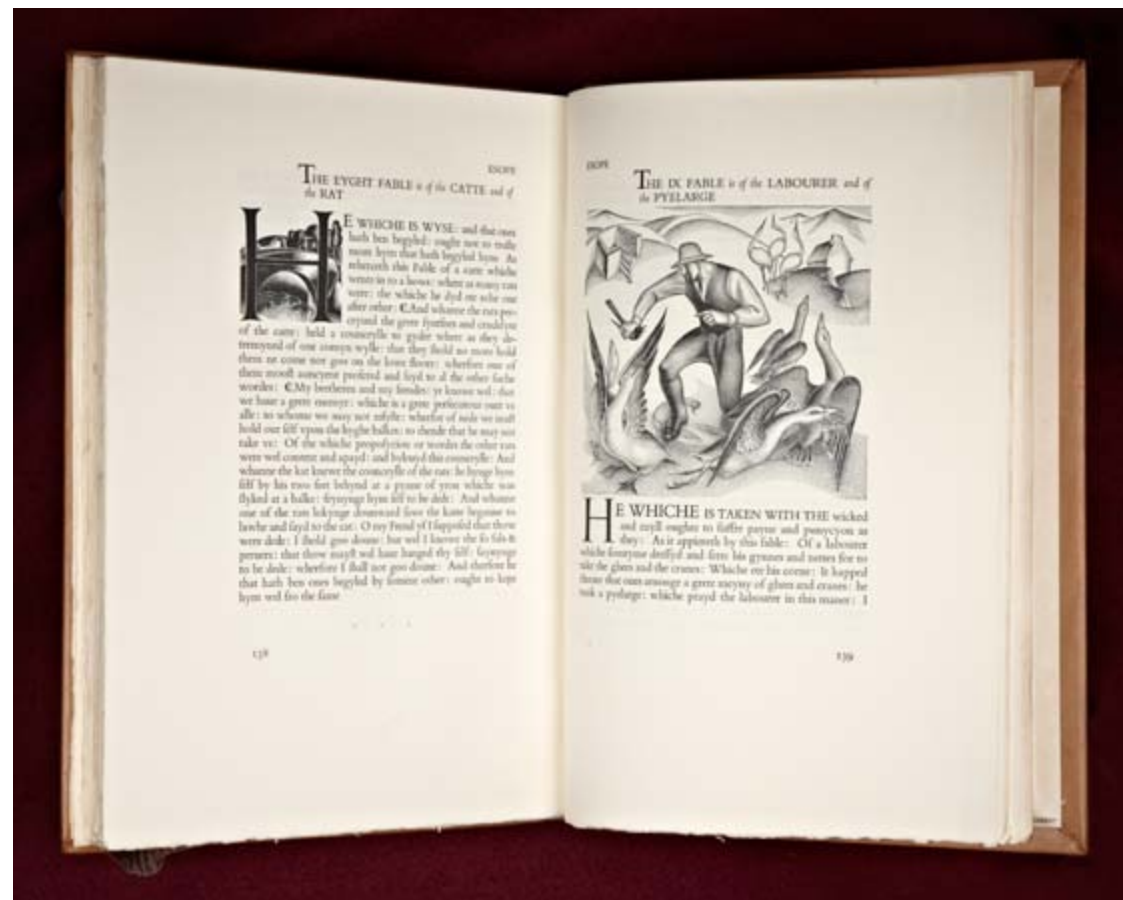 ESOPE
THE EYGHT FABLE is of the CATTE and of
the RAT
HE WHICHE IS WYSE: and that ones
hath ben begyled: ought not to truste
more hym that hath begyled hym As
reherceth this Fable of a catte whiche
wente in to a hows: where as many rats
were: the whiche he dyd ete eche one
after other: ¶And whanne the rats per-
ceyued the grete fyersnes and crudelyte
of the catte: held a counceylle to gyder where as they de-
termyned of one comyn wylle: that they shold no more hold
them ne come nor goo on the lowe floore: wherfore one of
them moost auncyent profered and sayd to al the other suche
wordes: ¶My bretheren and my frendes: ye knowe wel: that
we haue a grete enemye: whiche is a grete persecutour ouer vs
alle: to whome we may not resyste: wherfor of nede we must
hold our self vpon the hyghe balkes: to thende that he may not
take vs: Of the whiche proposycion or wordes the other rats
were wel content and apayd: and byleuyd this counceylle: And
whanne the kat knewe the counceylle of the rats: he henge hym
self by his two feet behynd at a pynne of yron whiche was
styked at a balke: feynynge hym self to be dede: And whanne
one of the rats lokynge dounward sawe the katte beganne to
lawhe and sayd to the cat: O my Frend yf I supposed that thow
were dede: I shold goo doune: but wel I knowe the so fals &
peruers: that thow mayst wel haue hanged thy self: faynynge
to be dede: wherfore I shall not goo doune: And therfore he
that hath ben ones begyled by somme other: ought to kepe
hym wel fro the same
138
ESOPE
THE IX FABLE is of the LABOURER and of
the PYELARGE
HE WHICHE IS TAKEN WITH THE wicked
and euyll oughte to suffre payne and punycyon as
they: As it appiereth by this fable: Of a labourer
whiche somtyme dressyd and sette his gynnes and nettes for to
take the ghees and the cranes: Whiche ete his corne: It happed
thenne that ones amonge a grete meyny of ghees and cranes: he
took a pyelarge: whiche prayd the labourer in this maner: I
139